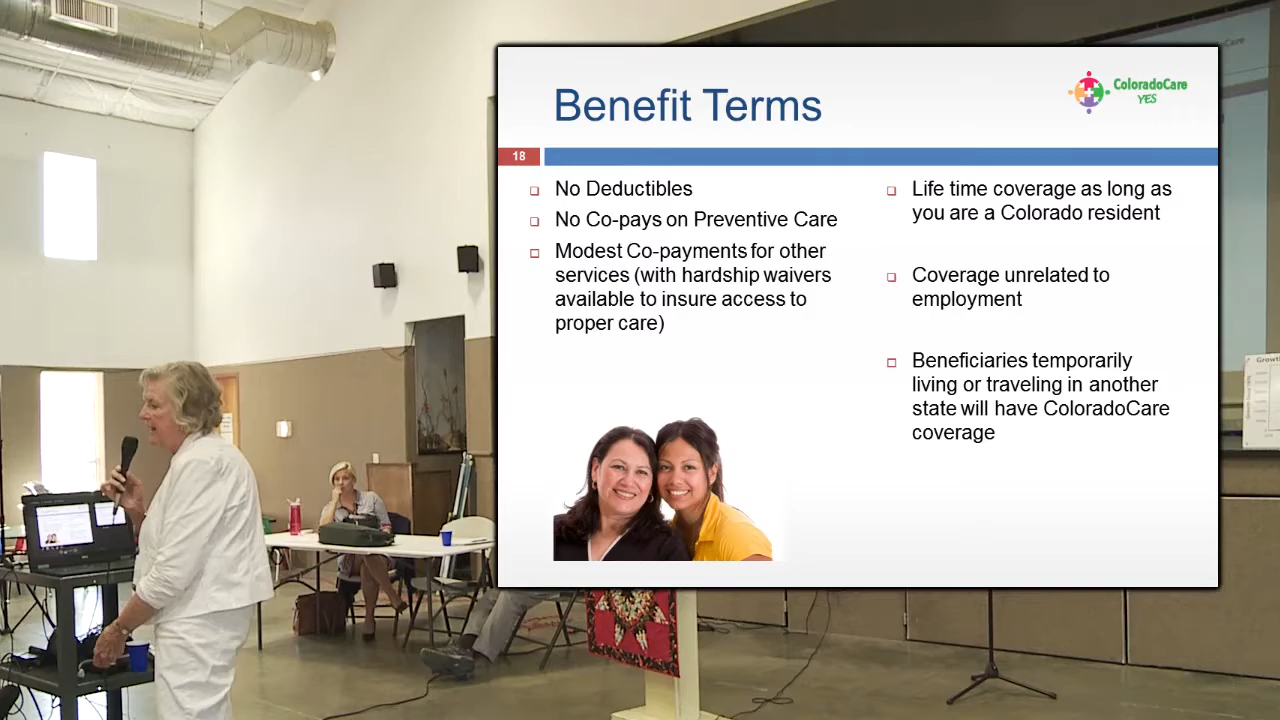 Benefit Terms
ColoradoCare
YES
18
No Deductibles
No Co-pays on Preventive Care
Modest Co-payments for other
services (with hardship waivers
available to insure access to
proper care)
Life time coverage as long as
you are a Colorado resident
Coverage unrelated to
employment
Beneficiaries temporarily
living or traveling in another
state will have ColoradoCare
coverage
Growth